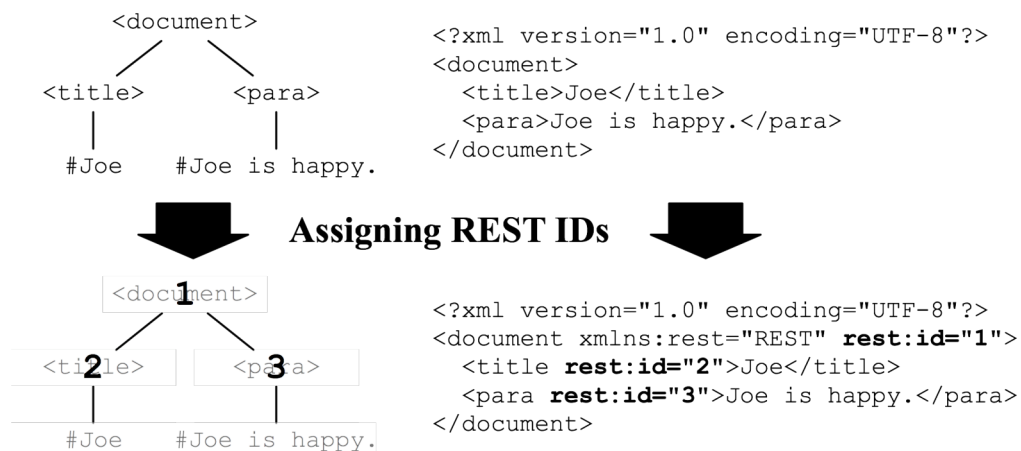 <document>
<title> <para>
#Joe #Joe is happy.
<?xml version="1.0" encoding="UTF-8"?>
<document>
<title>Joe</title>
<para>Joe is happy.</para>
</document>
Assigning REST IDs
<document>
1
<title> <para>
2 3
#Joe #Joe is happy.
<?xml version="1.0" encoding="UTF-8"?>
<document xmlns:rest="REST" rest:id="1">
<title rest:id="2">Joe</title>
<para rest:id="3">Joe is happy.</para>
</document>